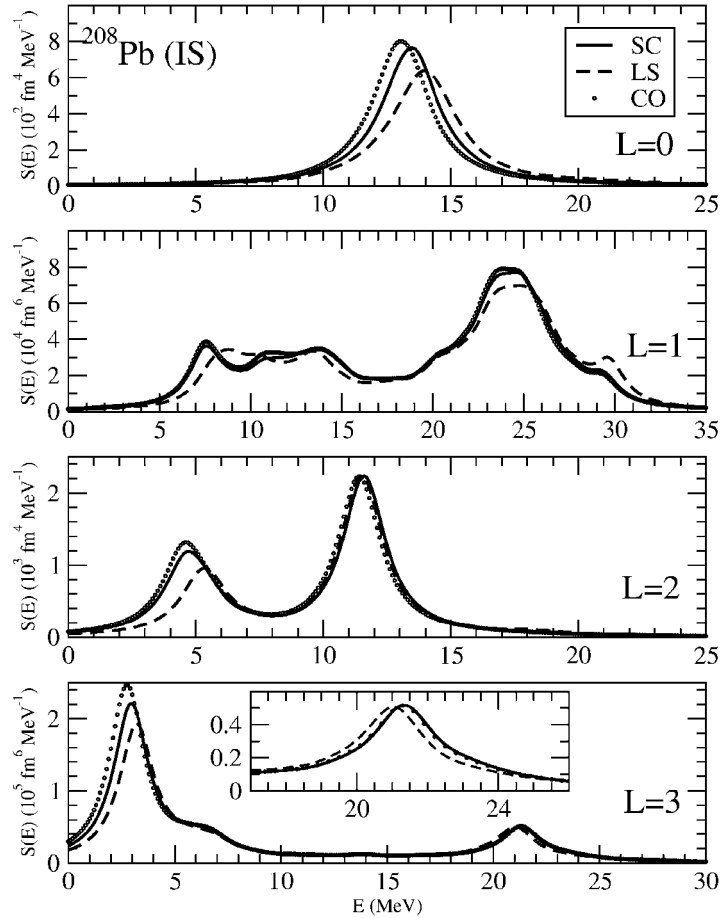 ²⁰⁸Pb (IS)
SC
LS
CO
L=0
S(E) (10² fm⁴ MeV⁻¹)
8
6
4
2
0
0 5 10 15 20 25
L=1
S(E) (10⁴ fm⁶ MeV⁻¹)
8
6
4
2
0
0 5 10 15 20 25 30 35
L=2
S(E) (10³ fm⁴ MeV⁻¹)
2
1
0
0 5 10 15 20 25
L=3
S(E) (10⁵ fm⁶ MeV⁻¹)
2
1
0
0.4
0.2
0
20 24
0 5 10 15 20 25 30
E (MeV)